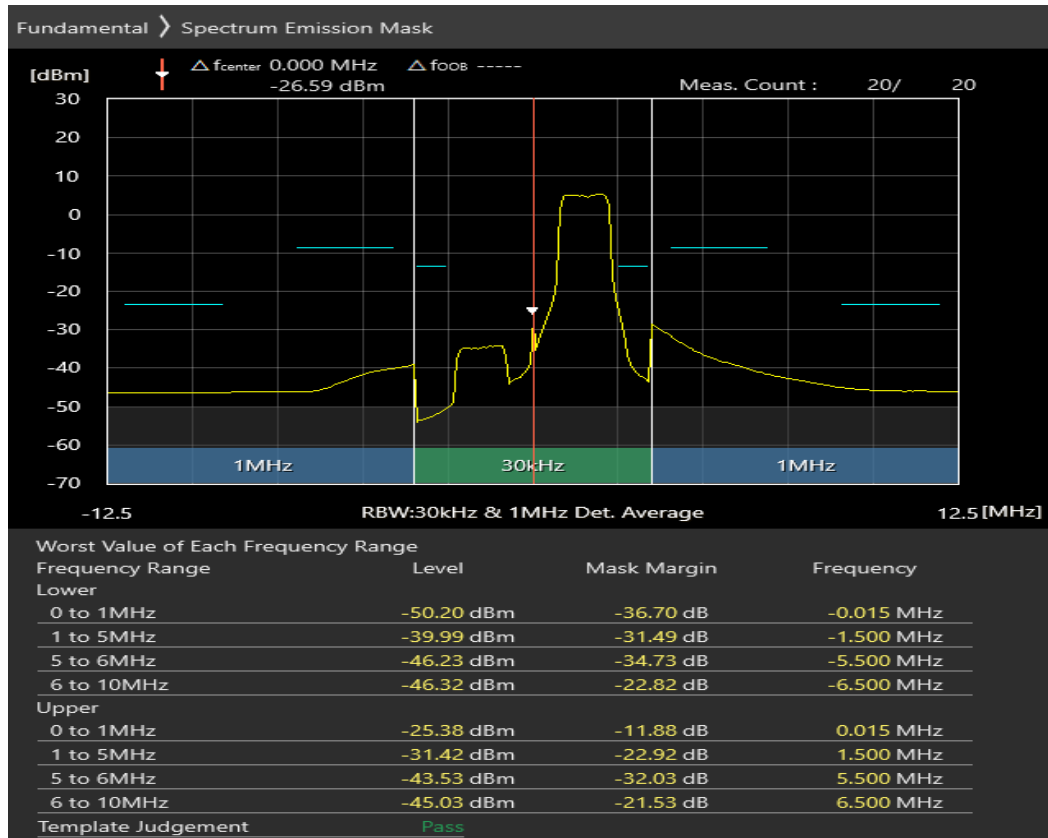 Fundamental 》 Spectrum Emission Mask
[dBm] △ fcenter 0.000 MHz △ fOOB -----
-26.59 dBm Meas. Count : 20/ 20
30
20
10
0
-10
-20
-30
-40
-50
-60
1MHz 30kHz 1MHz
-70
-12.5 RBW:30kHz & 1MHz Det. Average 12.5 [MHz]
Worst Value of Each Frequency Range
Frequency Range Level Mask Margin Frequency
Lower
0 to 1MHz -50.20 dBm -36.70 dB -0.015 MHz
1 to 5MHz -39.99 dBm -31.49 dB -1.500 MHz
5 to 6MHz -46.23 dBm -34.73 dB -5.500 MHz
6 to 10MHz -46.32 dBm -22.82 dB -6.500 MHz
Upper
0 to 1MHz -25.38 dBm -11.88 dB 0.015 MHz
1 to 5MHz -31.42 dBm -22.92 dB 1.500 MHz
5 to 6MHz -43.53 dBm -32.03 dB 5.500 MHz
6 to 10MHz -45.03 dBm -21.53 dB 6.500 MHz
Template Judgement Pass